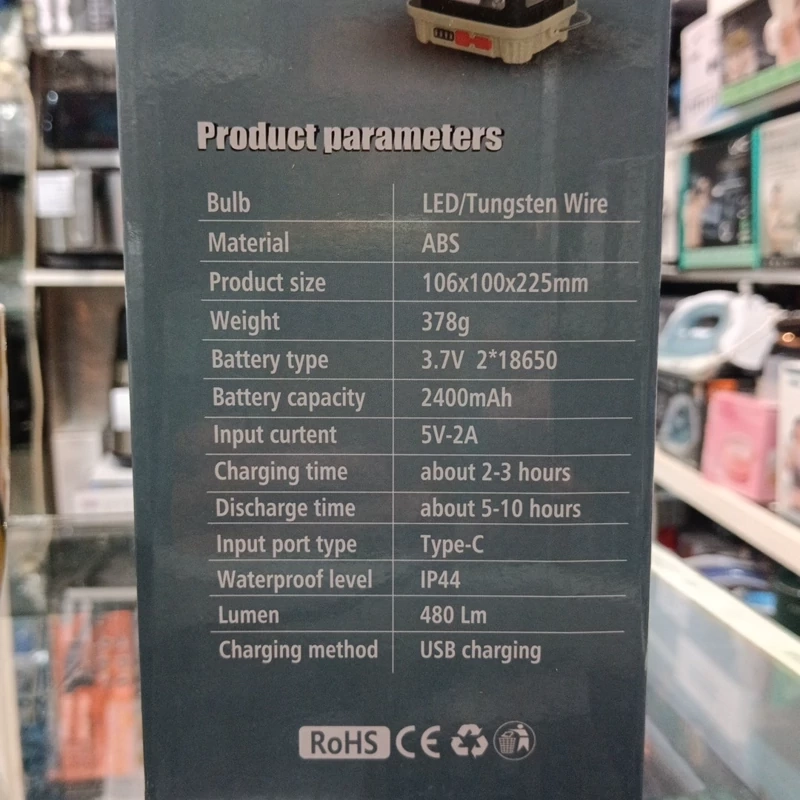 Product parameters
Bulb LED/Tungsten Wire
Material ABS
Product size 106x100x225mm
Weight 378g
Battery type 3.7V 2*18650
Battery capacity 2400mAh
Input curtent 5V-2A
Charging time about 2-3 hours
Discharge time about 5-10 hours
Input port type Type-C
Waterproof level IP44
Lumen 480 Lm
Charging method USB charging
RoHS CE